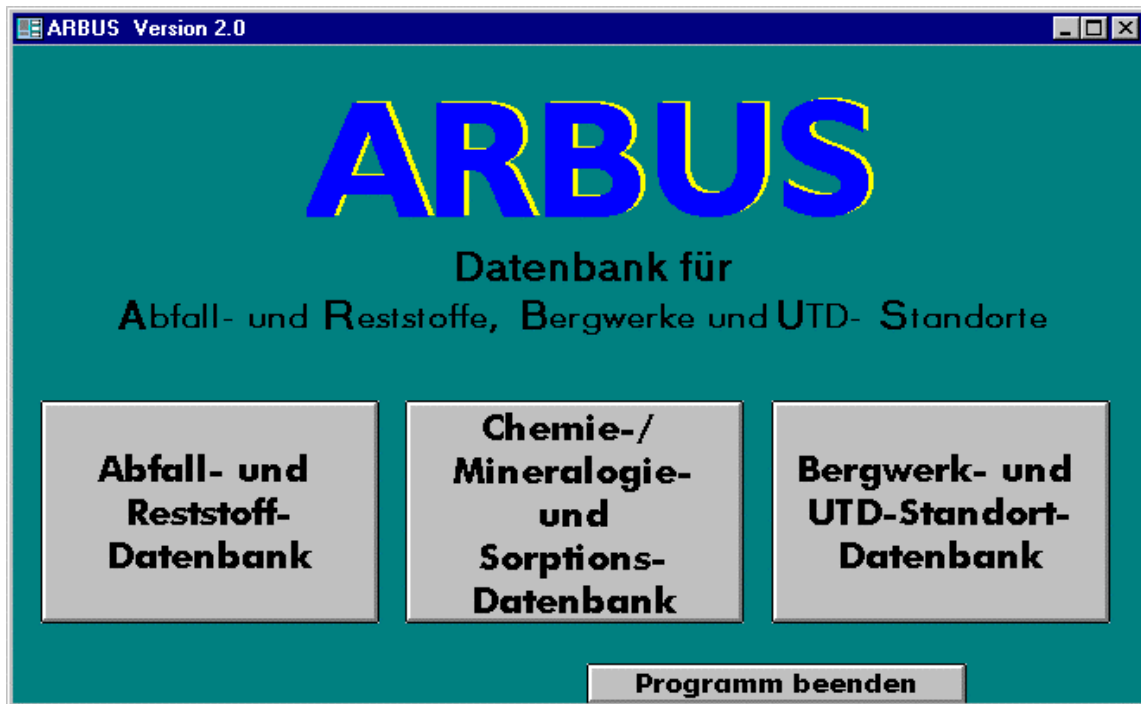 ARBUS Version 2.0
ARBUS
Datenbank für
Abfall- und Reststoffe, Bergwerke und UTD- Standorte
Abfall- und
Reststoff-
Datenbank
Chemie-/
Mineralogie-
und
Sorptions-
Datenbank
Bergwerk- und
UTD-Standort-
Datenbank
Programm beenden